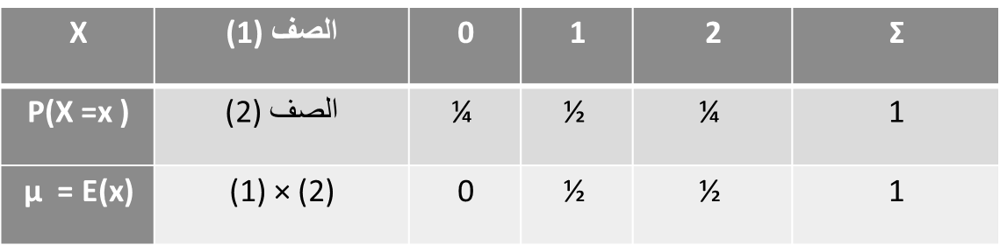 X الصف (1) 0 1 2 Σ
P(X =x ) الصف (2) ¼ ½ ¼ 1
µ = E(x) (1) × (2) 0 ½ ½ 1